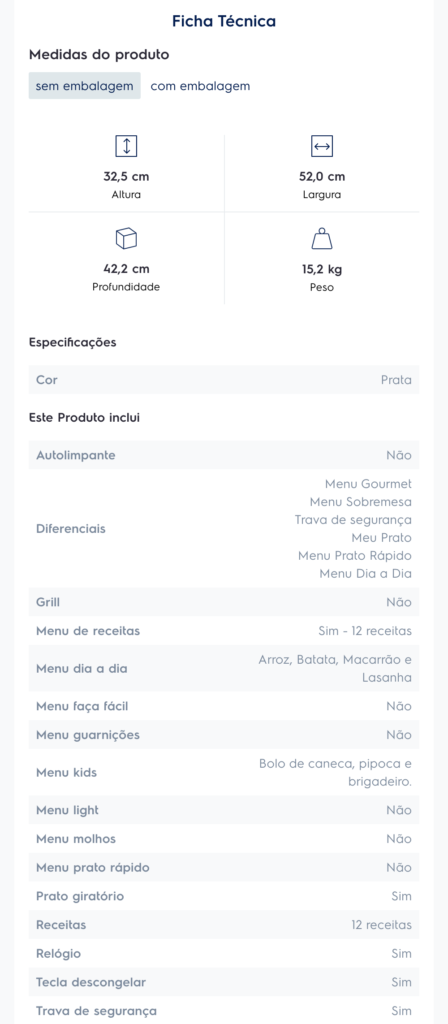 Ficha Técnica
Medidas do produto
sem embalagem com embalagem
32,5 cm
Altura
52,0 cm
Largura
42,2 cm
Profundidade
15,2 kg
Peso
Especificações
Cor Prata
Este Produto inclui
Autolimpante Não
Diferenciais
Menu Gourmet
Menu Sobremesa
Trava de segurança
Meu Prato
Menu Prato Rápido
Menu Dia a Dia
Grill Não
Menu de receitas Sim - 12 receitas
Menu dia a dia
Arroz, Batata, Macarrão e
Lasanha
Menu faça fácil Não
Menu guarnições Não
Menu kids
Bolo de caneca, pipoca e
brigadeiro.
Menu light Não
Menu molhos Não
Menu prato rápido Não
Prato giratório Sim
Receitas 12 receitas
Relógio Sim
Tecla descongelar Sim
Trava de segurança Sim